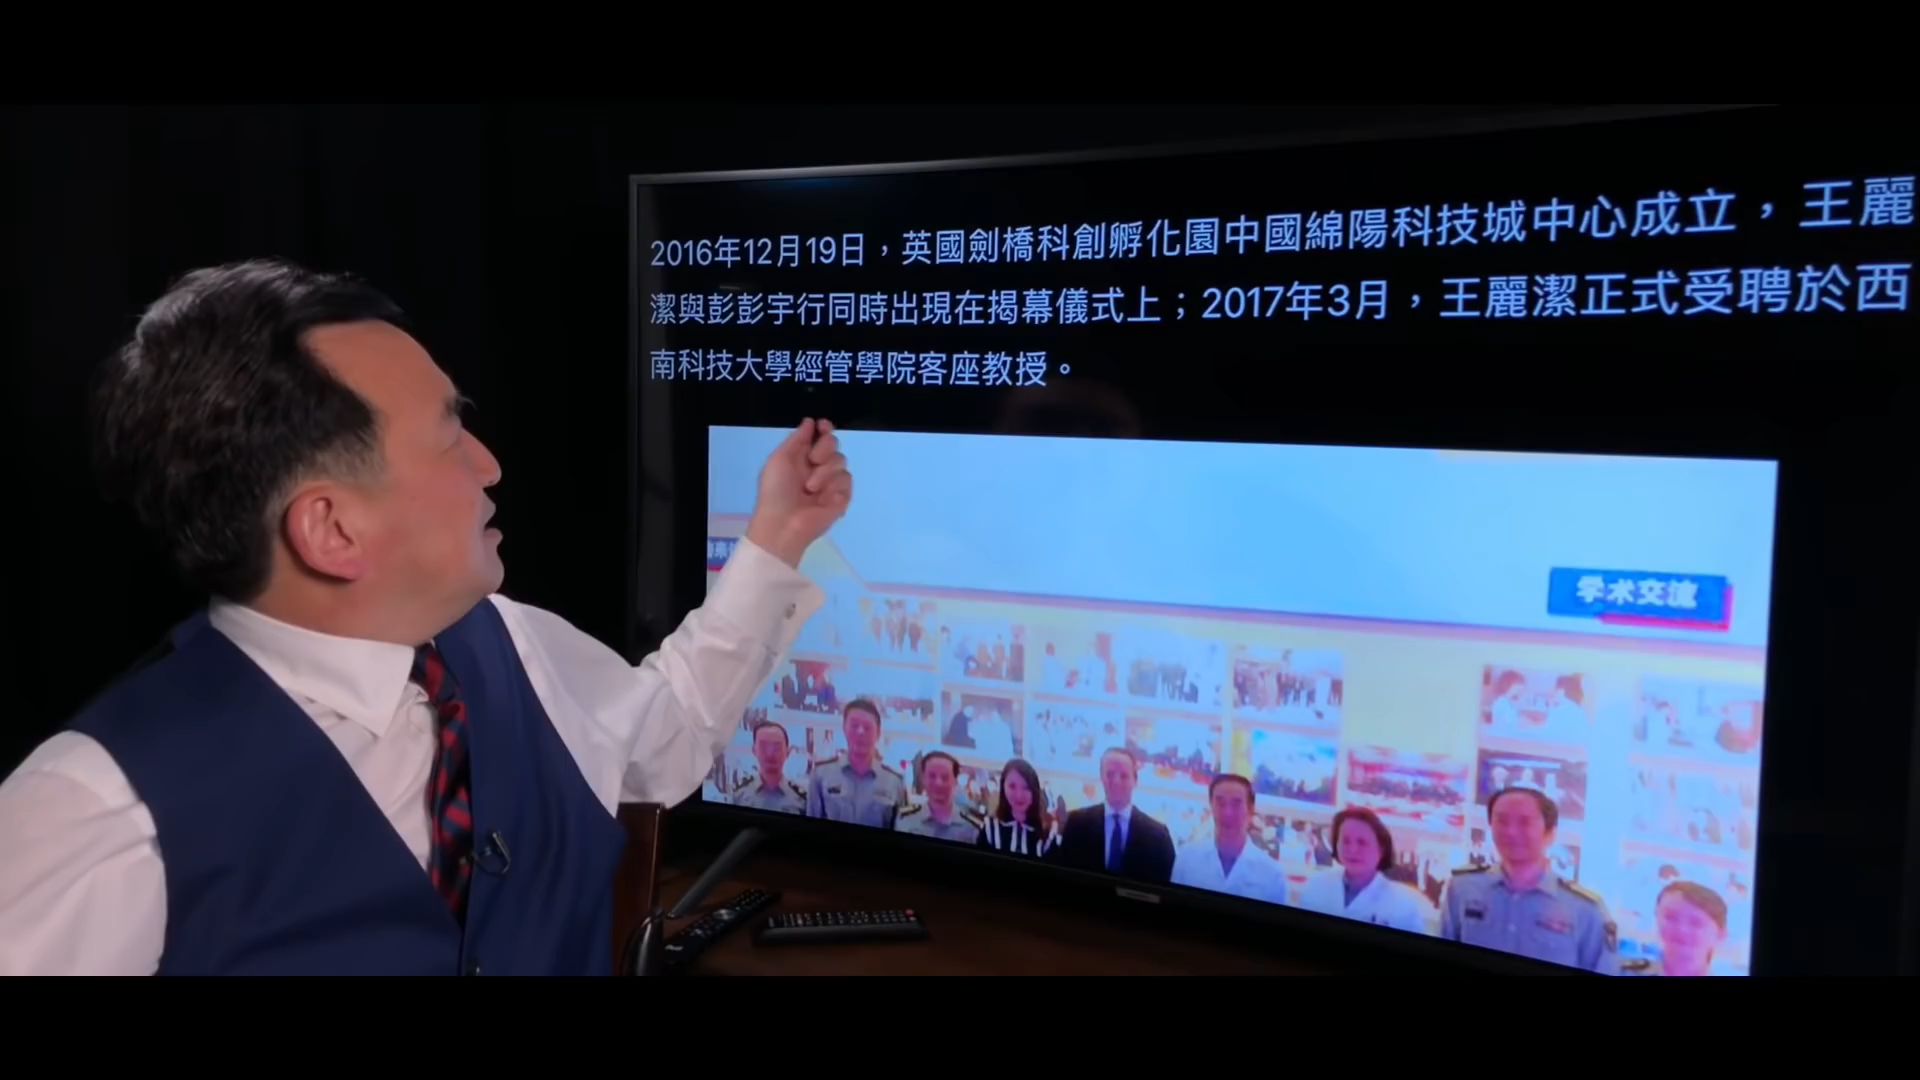 2016年12月19日，英國劍橋科創孵化園中國綿陽科技城中心成立，王麗
潔與彭彭宇行同時出現在揭幕儀式上；2017年3月，王麗潔正式受聘於西
南科技大學經管學院客座教授。
学术交流